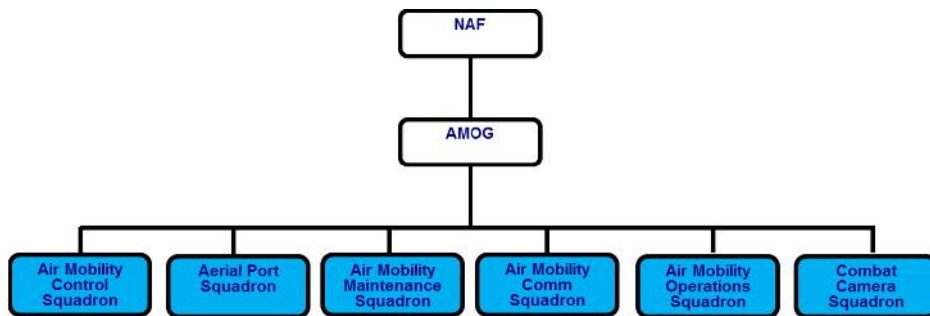 NAF
AMOG
Air Mobility
Control
Squadron
Aerial Port
Squadron
Air Mobility
Maintenance
Squadron
Air Mobility
Comm
Squadron
Air Mobility
Operations
Squadron
Combat
Camera
Squadron